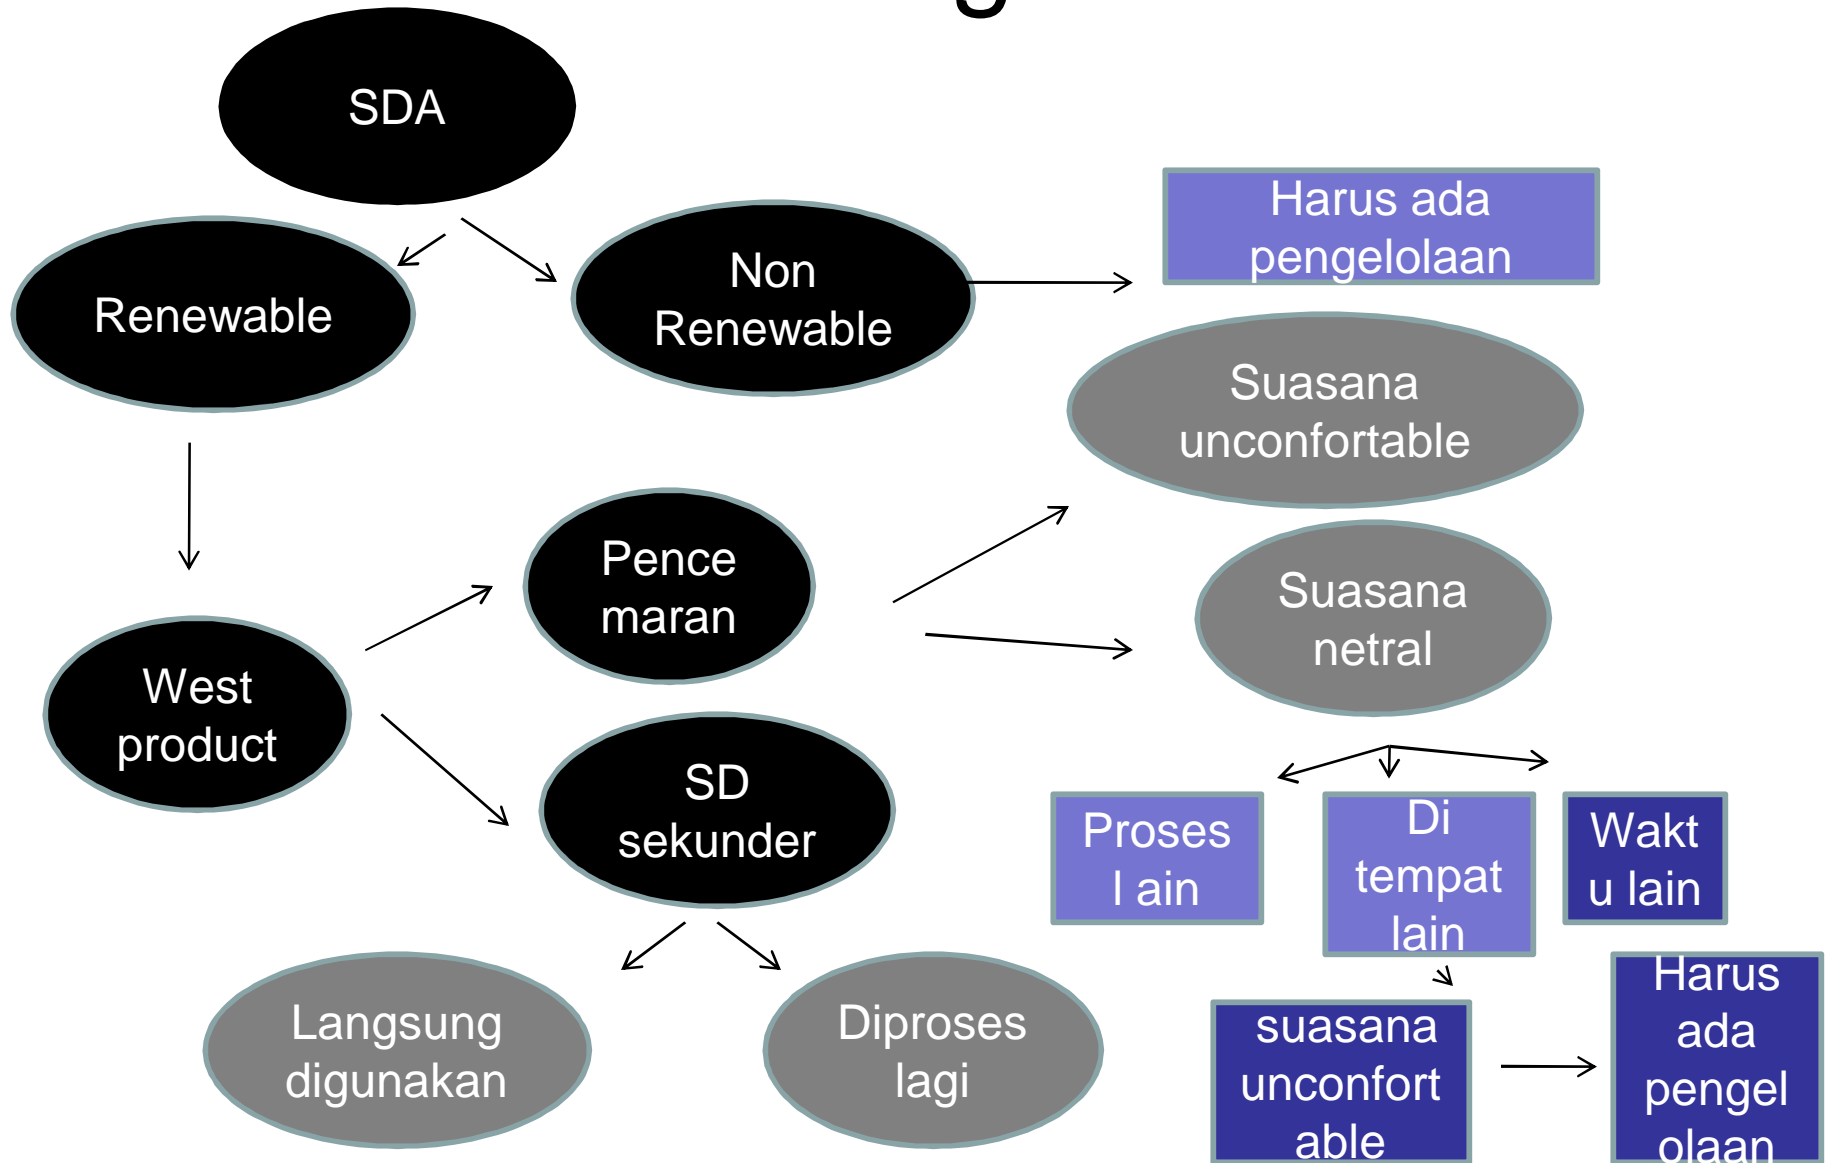 SDA
Renewable
Non
Renewable
Harus ada
pengelolaan
Suasana
unconfortable
Pence
maran
Suasana
netral
West
product
SD
sekunder
Proses
l ain
Di
tempat
lain
Wakt
u lain
Langsung
digunakan
Diproses
lagi
suasana
unconfort
able
Harus
ada
pengel
olaan